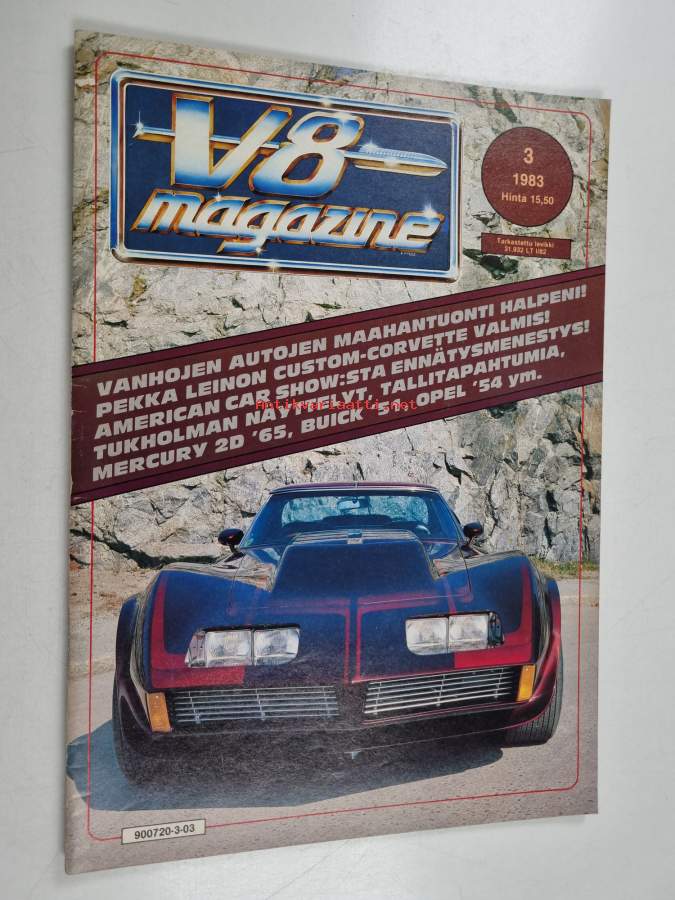 V8
magazine
3
1983
Hinta 15,50
Tarkastettu levikki
31.932 LT I/82
VANHOJEN AUTOJEN MAAHANTUONTI HALPENI!
PEKKA LEINON CUSTOM-CORVETTE VALMIS!
AMERICAN CAR SHOW:STA ENNÄTYSMENESTYS!
TUKHOLMAN NÄYTTELYT, TALLITAPAHTUMIA,
MERCURY 2D ’65, BUICK OPEL ’54 ym.
Antikvariaatti.net
900720-3-03